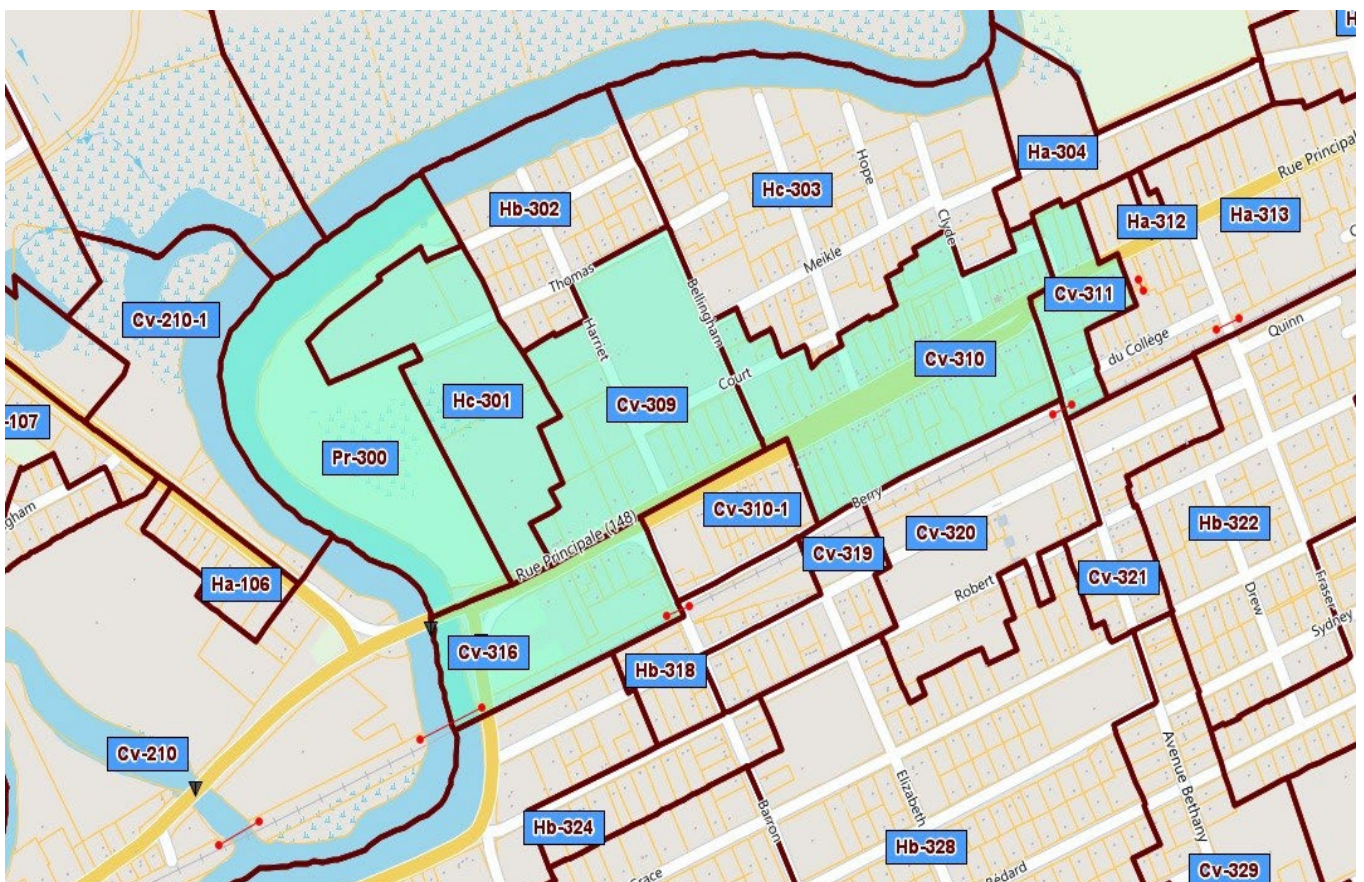 Ha-304
Rue Principal
Hope
Hc-303
Hb-302
Ha-312
Ha-313
Clyde
Meikle
Thomas
Bellingham
Cv-311
Cv-210-1
Harriet
du Collège
Quinn
Cv-310
Court
Hc-301
Cv-309
-107
Pr-300
gham
Cv-310-1
Berry
Rue Principale (148)
Cv-320
Hb-322
Cv-319
Ha-106
Robert
Cv-321
Drew
Fraser
Sydney
Cv-316
Hb-318
Cv-210
Avenue Bethany
Elizabeth
Barron
Hb-324
Hb-328
Grace
Bédard
Cv-329